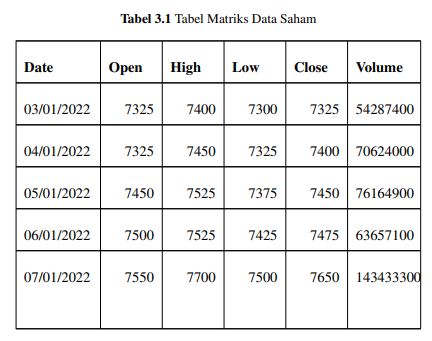 Tabel 3.1 Tabel Matriks Data Saham
Date Open High Low Close Volume
03/01/2022 7325 7400 7300 7325 54287400
04/01/2022 7325 7450 7325 7400 70624000
05/01/2022 7450 7525 7375 7450 76164900
06/01/2022 7500 7525 7425 7475 63657100
07/01/2022 7550 7700 7500 7650 143433300